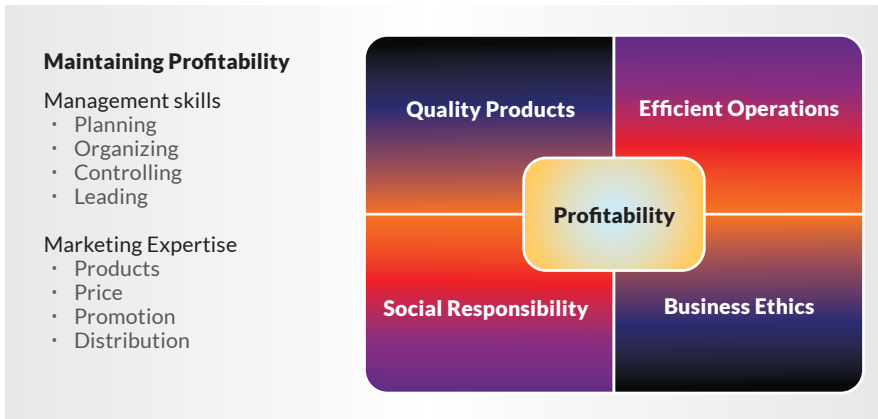 Maintaining Profitability
Management skills
· Planning
· Organizing
· Controlling
· Leading
Marketing Expertise
· Products
· Price
· Promotion
· Distribution
Quality Products
Efficient Operations
Profitability
Social Responsibility
Business Ethics